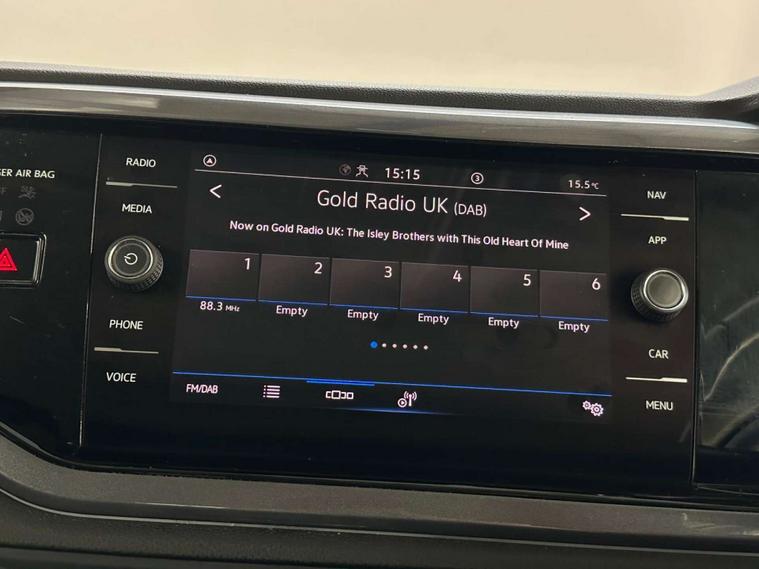 SER AIR BAG
RADIO
MEDIA
PHONE
VOICE
15:15
3
15.5°C
< Gold Radio UK (DAB) >
Now on Gold Radio UK: The Isley Brothers with This Old Heart Of Mine
1 2 3 4 5 6
88.3 MHz Empty Empty Empty Empty Empty
FM/DAB
NAV
APP
CAR
MENU